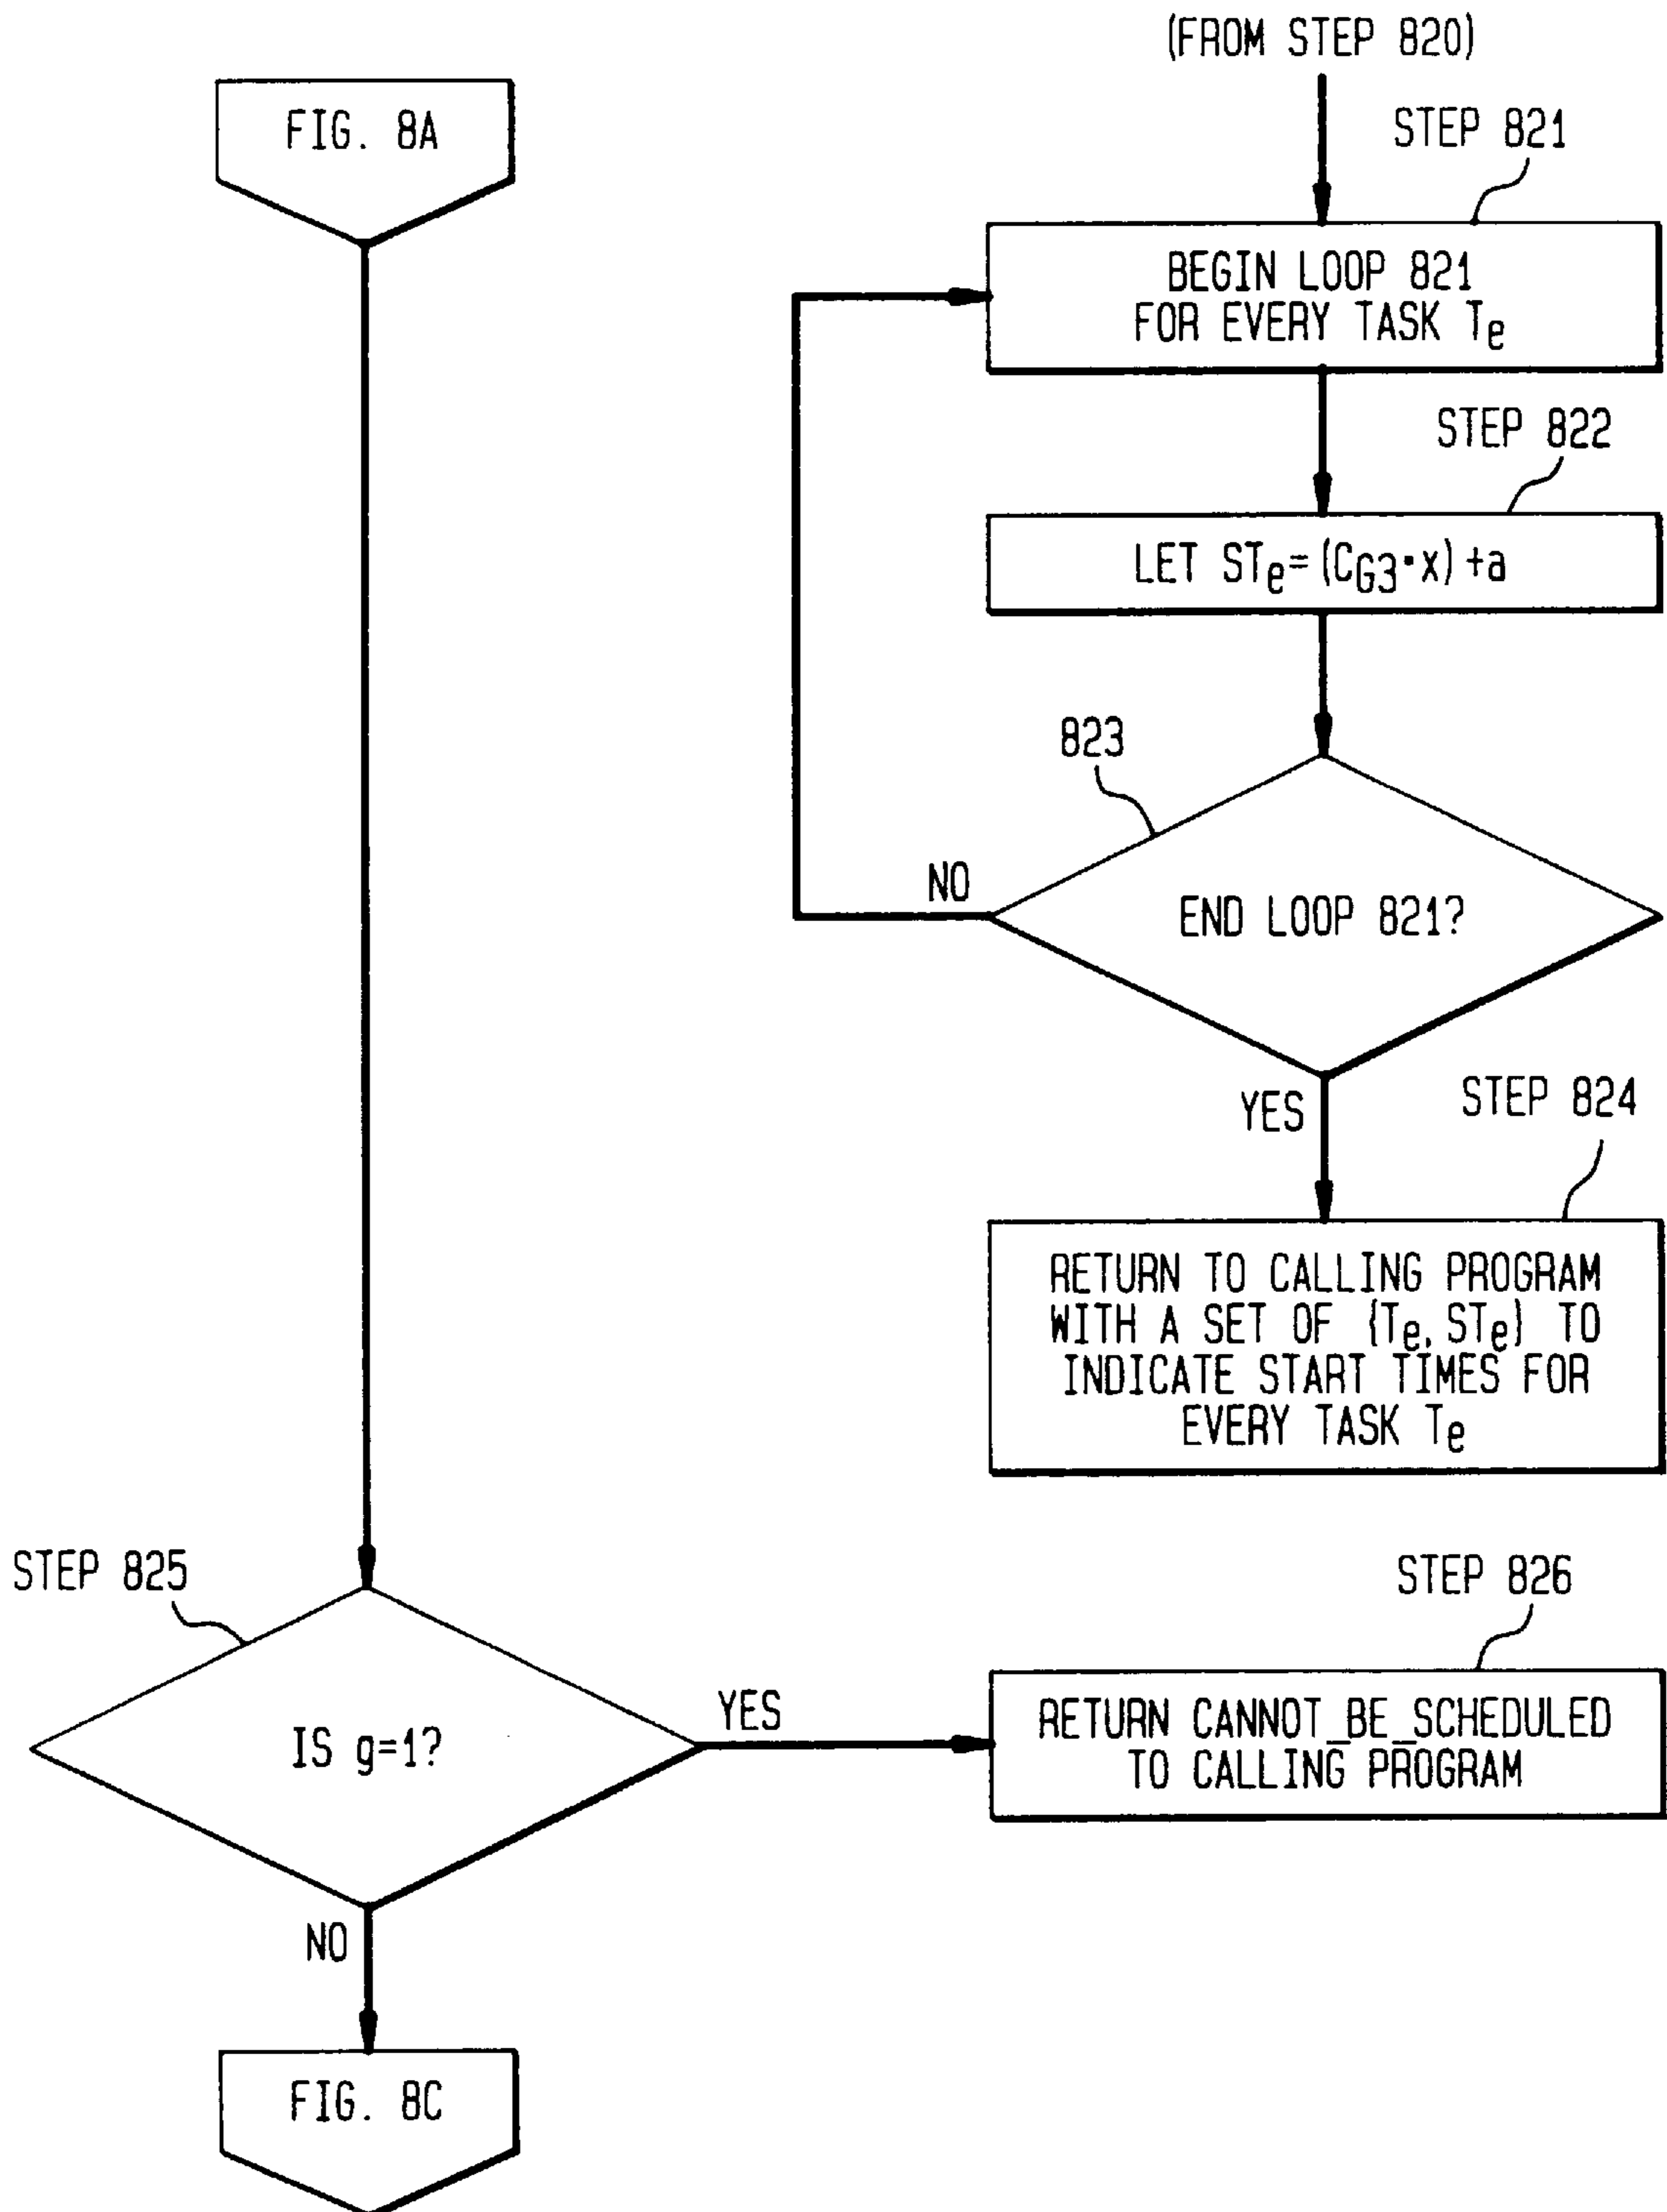 (FROM STEP 820)
FIG. 8A
STEP 821
BEGIN LOOP 821
FOR EVERY TASK Te
STEP 822
LET STe=(CG3·x)+a
823
NO
END LOOP 821?
YES
STEP 824
RETURN TO CALLING PROGRAM
WITH A SET OF {Te, STe} TO
INDICATE START TIMES FOR
EVERY TASK Te
STEP 825
IS g=1?
YES
STEP 826
RETURN CANNOT_BE_SCHEDULED
TO CALLING PROGRAM
NO
FIG. 8C